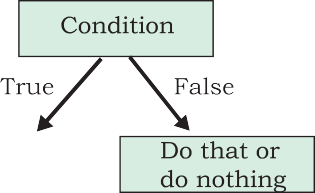 Condition
True
False
Do that or
do nothing